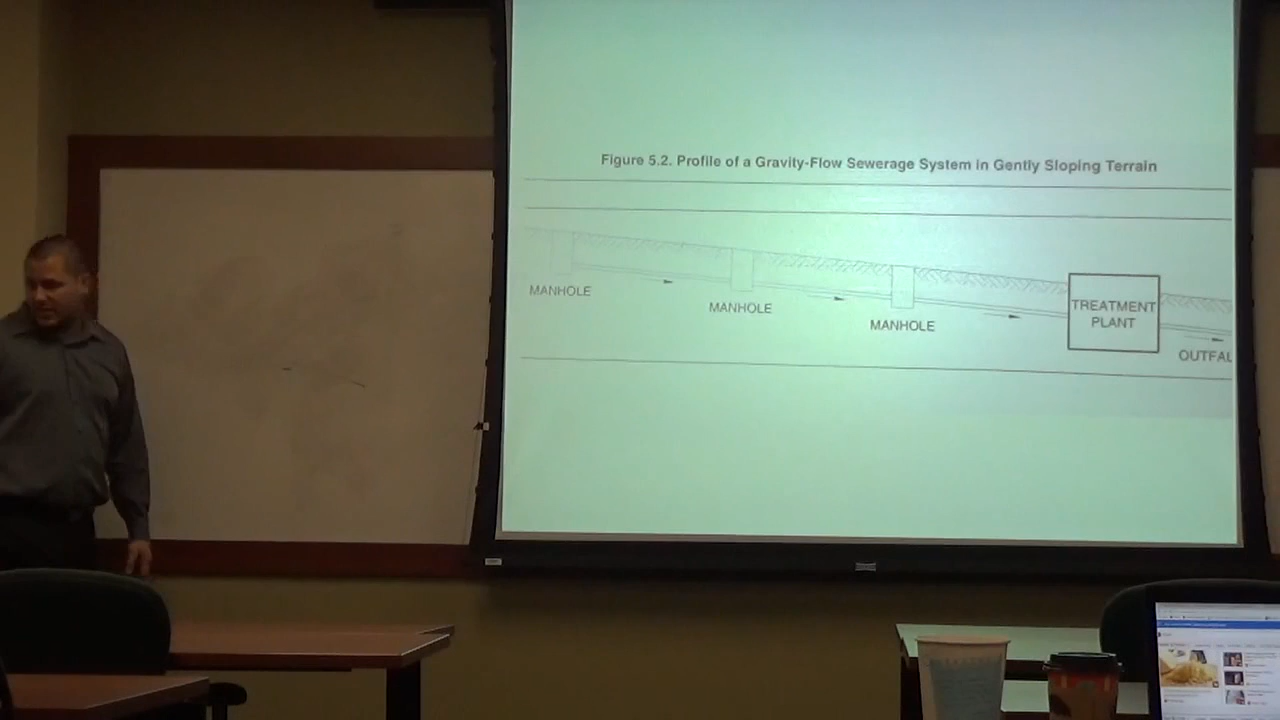 Figure 5.2. Profile of a Gravity-Flow Sewerage System in Gently Sloping Terrain
MANHOLE
MANHOLE
MANHOLE
TREATMENT
PLANT
OUTFAL